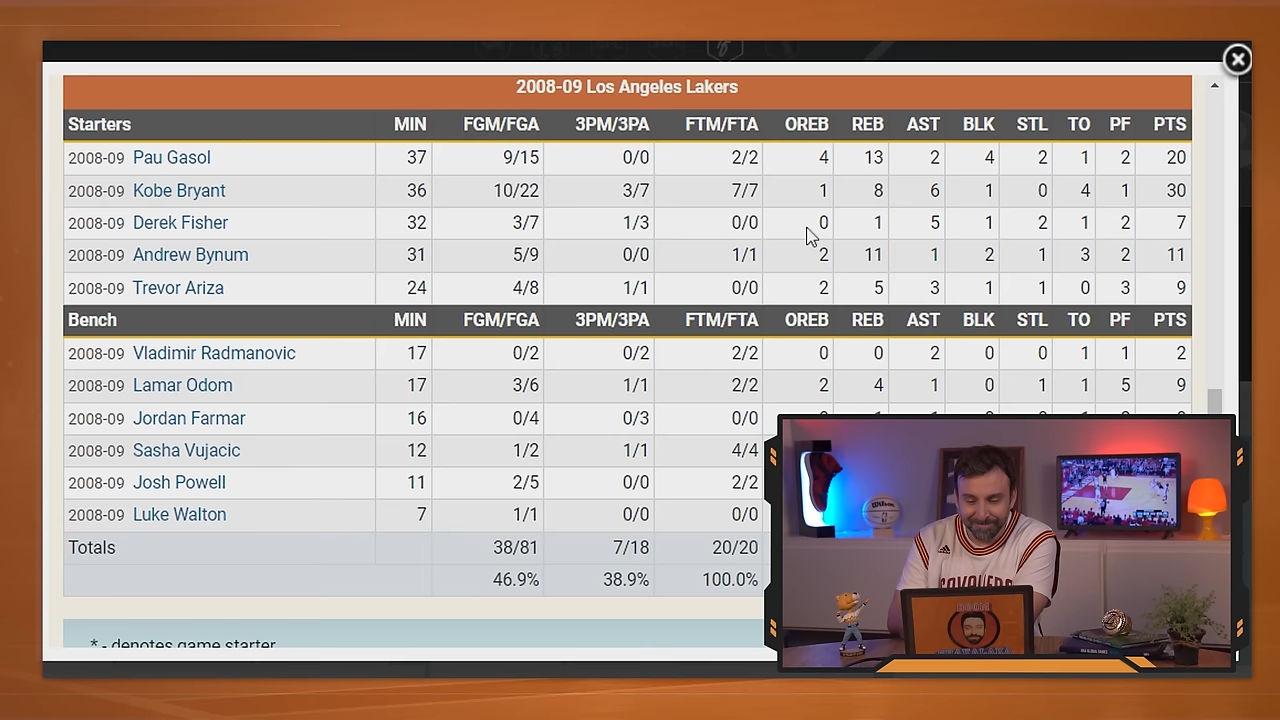 2008-09 Los Angeles Lakers
Starters MIN FGM/FGA 3PM/3PA FTM/FTA OREB REB AST BLK STL TO PF PTS
2008-09 Pau Gasol 37 9/15 0/0 2/2 4 13 2 4 2 1 2 20
2008-09 Kobe Bryant 36 10/22 3/7 7/7 1 8 6 1 0 4 1 30
2008-09 Derek Fisher 32 3/7 1/3 0/0 0 1 5 1 2 1 2 7
2008-09 Andrew Bynum 31 5/9 0/0 1/1 2 11 1 2 1 3 2 11
2008-09 Trevor Ariza 24 4/8 1/1 0/0 2 5 3 1 1 0 3 9
Bench MIN FGM/FGA 3PM/3PA FTM/FTA OREB REB AST BLK STL TO PF PTS
2008-09 Vladimir Radmanovic 17 0/2 0/2 2/2 0 0 2 0 0 1 1 2
2008-09 Lamar Odom 17 3/6 1/1 2/2 2 4 1 0 1 1 5 9
2008-09 Jordan Farmar 16 0/4 0/3 0/0
2008-09 Sasha Vujacic 12 1/2 1/1 4/4
2008-09 Josh Powell 11 2/5 0/0 2/2
2008-09 Luke Walton 7 1/1 0/0 0/0
Totals 38/81 7/18 20/20
46.9% 38.9% 100.0%
* - denotes game starter
Wilson
CAVALIERS